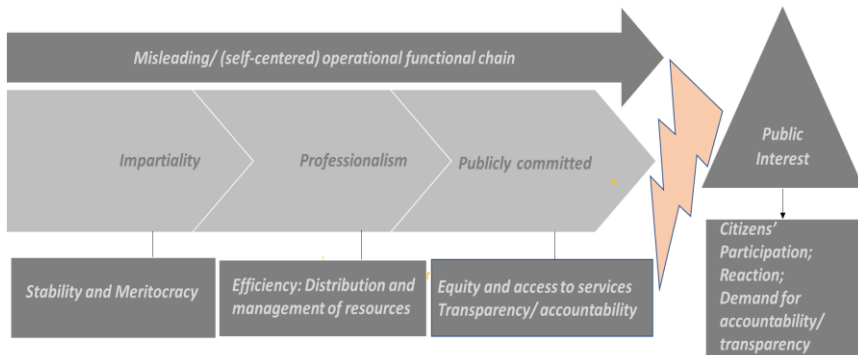 Misleading/ (self-centered) operational functional chain
Impartiality
Professionalism
Publicly committed
Public
Interest
Stability and Meritocracy
Efficiency: Distribution and
management of resources
Equity and access to services
Transparency/ accountability
Citizens’
Participation;
Reaction;
Demand for
accountability/
transparency